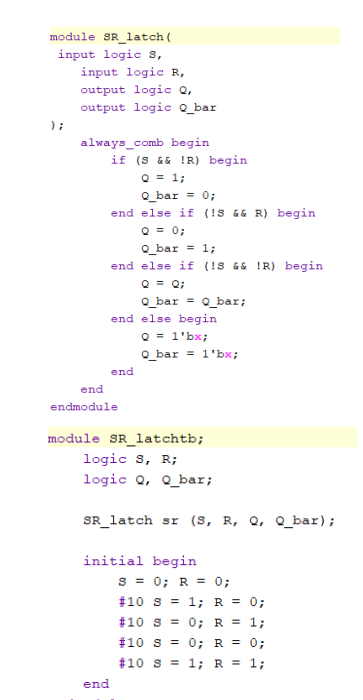 module SR_latch(
input logic S,
input logic R,
output logic Q,
output logic Q_bar
);
always_comb begin
if (S && !R) begin
Q = 1;
Q_bar = 0;
end else if (!S && R) begin
Q = 0;
Q_bar = 1;
end else if (!S && !R) begin
Q = Q;
Q_bar = Q_bar;
end else begin
Q = 1'bx;
Q_bar = 1'bx;
end
end
endmodule
module SR_latchtb;
logic S, R;
logic Q, Q_bar;
SR_latch sr (S, R, Q, Q_bar);
initial begin
S = 0; R = 0;
#10 S = 1; R = 0;
#10 S = 0; R = 1;
#10 S = 0; R = 0;
#10 S = 1; R = 1;
end